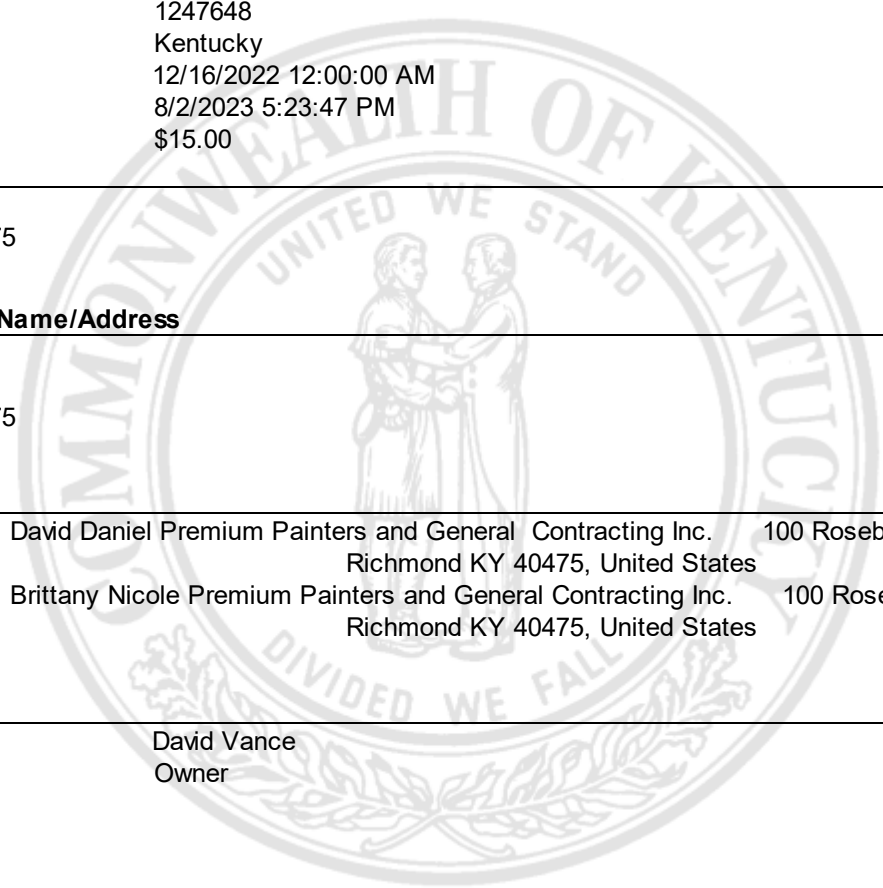 1247648
Kentucky
12/16/2022 12:00:00 AM
8/2/2023 5:23:47 PM
$15.00
5
Name/Address
5
David Daniel Premium Painters and General Contracting Inc. 100 Roseb
Richmond KY 40475, United States
Brittany Nicole Premium Painters and General Contracting Inc. 100 Rose
Richmond KY 40475, United States
David Vance
Owner
COMMONWEALTH OF KENTUCKY
UNITED WE STAND
DIVIDED WE FALL